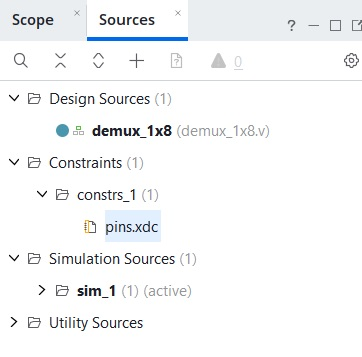 Scope × Sources ×
? 
0
Design Sources (1)
demux_1x8 (demux_1x8.v)
Constraints (1)
constrs_1 (1)
pins.xdc
Simulation Sources (1)
sim_1 (1) (active)
Utility Sources